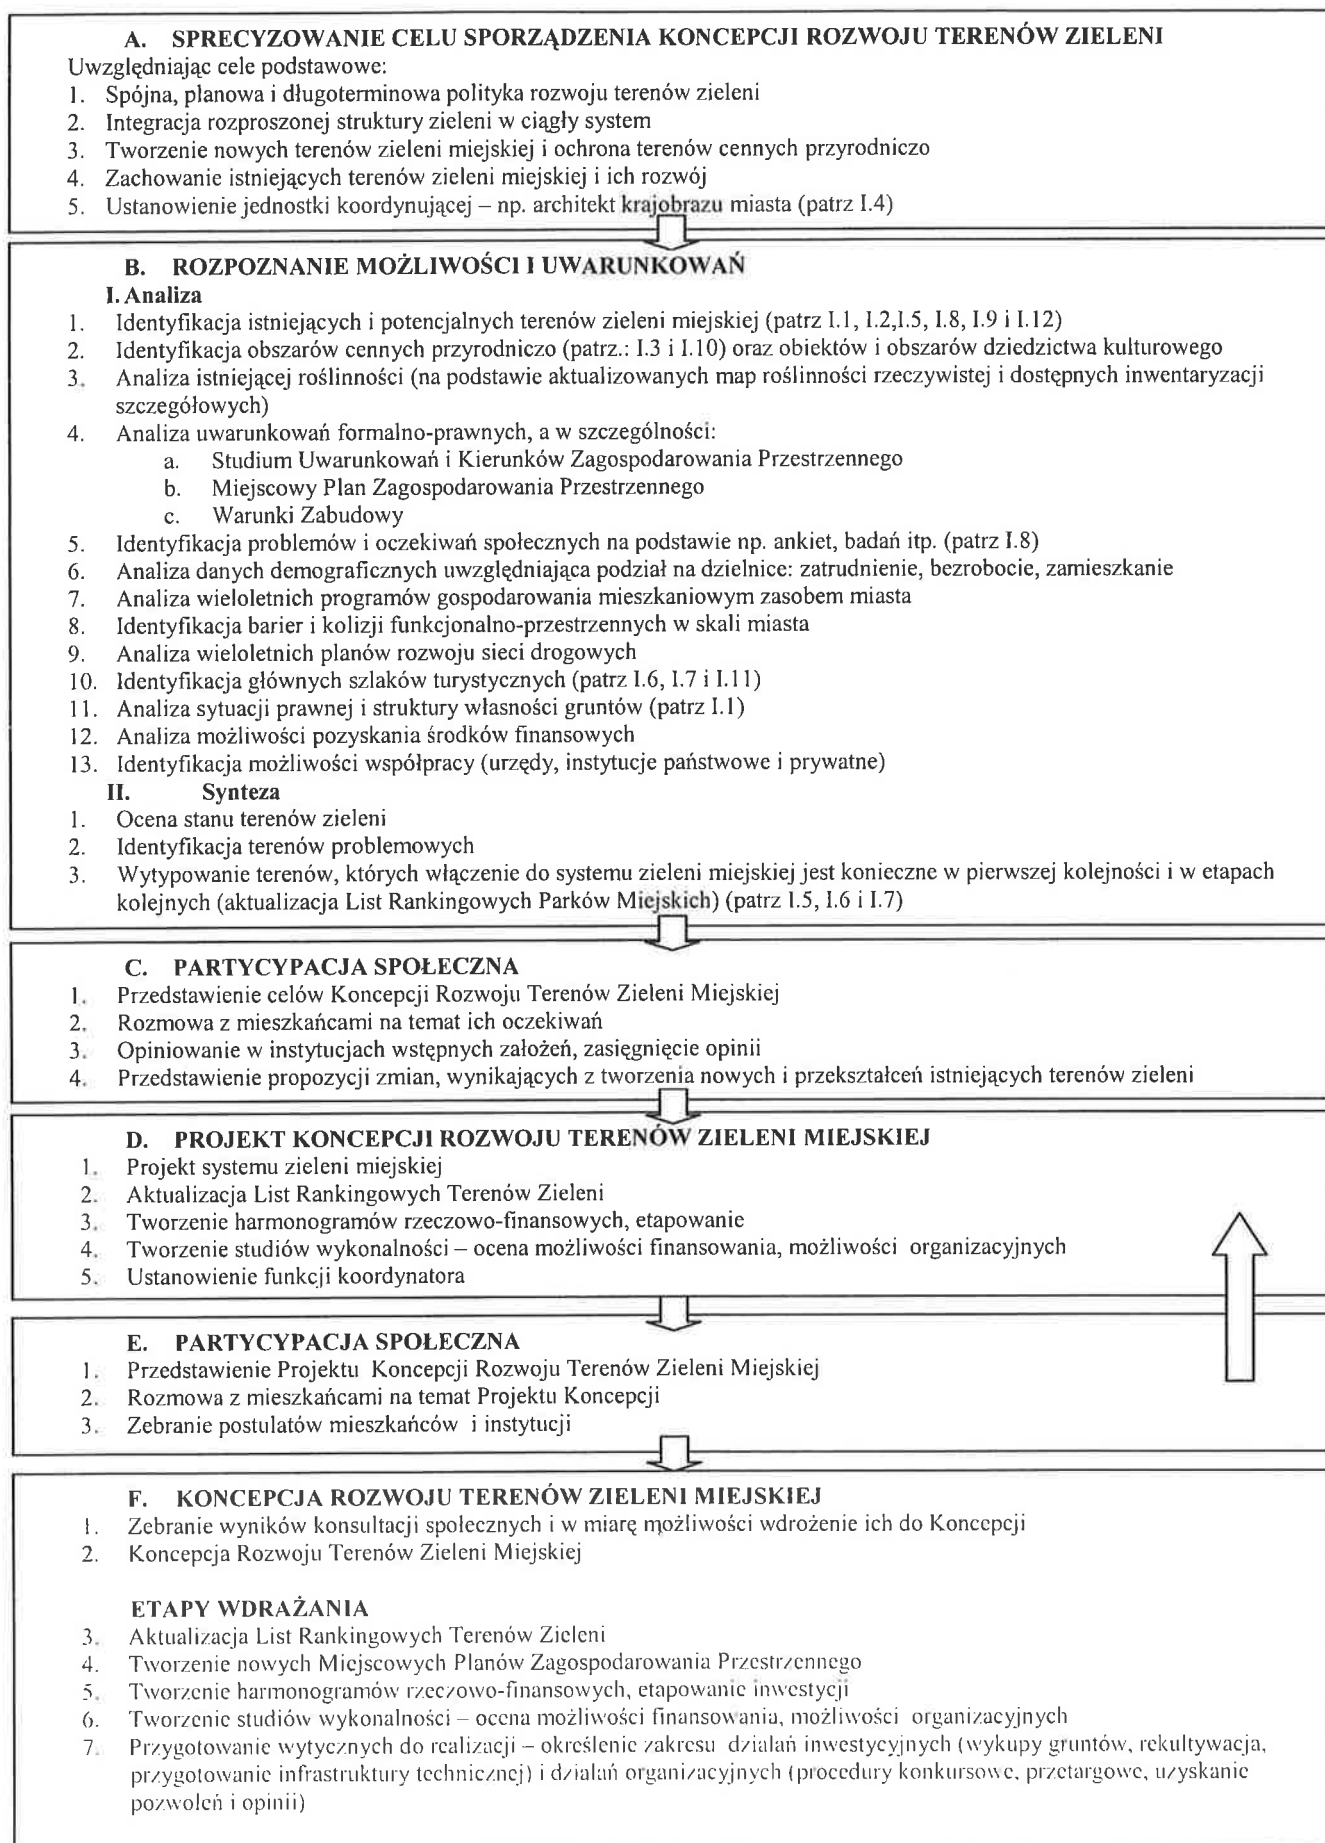 A. SPRECYZOWANIE CELU SPORZĄDZENIA KONCEPCJI ROZWOJU TERENÓW ZIELENI
Uwzględniając cele podstawowe:
1. Spójna, planowa i długoterminowa polityka rozwoju terenów zieleni
2. Integracja rozproszonej struktury zieleni w ciągły system
3. Tworzenie nowych terenów zieleni miejskiej i ochrona terenów cennych przyrodniczo
4. Zachowanie istniejących terenów zieleni miejskiej i ich rozwój
5. Ustanowienie jednostki koordynującej – np. architekt krajobrazu miasta (patrz I.4)
B. ROZPOZNANIE MOŻLIWOŚCI I UWARUNKOWAŃ
I. Analiza
1. Identyfikacja istniejących i potencjalnych terenów zieleni miejskiej (patrz I.1, I.2,I.5, I.8, I.9 i I.12)
2. Identyfikacja obszarów cennych przyrodniczo (patrz.: I.3 i I.10) oraz obiektów i obszarów dziedzictwa kulturowego
3. Analiza istniejącej roślinności (na podstawie aktualizowanych map roślinności rzeczywistej i dostępnych inwentaryzacji
szczegółowych)
4. Analiza uwarunkowań formalno-prawnych, a w szczególności:
a. Studium Uwarunkowań i Kierunków Zagospodarowania Przestrzennego
b. Miejscowy Plan Zagospodarowania Przestrzennego
c. Warunki Zabudowy
5. Identyfikacja problemów i oczekiwań społecznych na podstawie np. ankiet, badań itp. (patrz I.8)
6. Analiza danych demograficznych uwzględniająca podział na dzielnice: zatrudnienie, bezrobocie, zamieszkanie
7. Analiza wieloletnich programów gospodarowania mieszkaniowym zasobem miasta
8. Identyfikacja barier i kolizji funkcjonalno-przestrzennych w skali miasta
9. Analiza wieloletnich planów rozwoju sieci drogowych
10. Identyfikacja głównych szlaków turystycznych (patrz I.6, I.7 i I.11)
11. Analiza sytuacji prawnej i struktury własności gruntów (patrz I.1)
12. Analiza możliwości pozyskania środków finansowych
13. Identyfikacja możliwości współpracy (urzędy, instytucje państwowe i prywatne)
II. Synteza
1. Ocena stanu terenów zieleni
2. Identyfikacja terenów problemowych
3. Wytypowanie terenów, których włączenie do systemu zieleni miejskiej jest konieczne w pierwszej kolejności i w etapach
kolejnych (aktualizacja List Rankingowych Parków Miejskich) (patrz I.5, I.6 i I.7)
C. PARTYCYPACJA SPOŁECZNA
1. Przedstawienie celów Koncepcji Rozwoju Terenów Zieleni Miejskiej
2. Rozmowa z mieszkańcami na temat ich oczekiwań
3. Opiniowanie w instytucjach wstępnych założeń, zasięgnięcie opinii
4. Przedstawienie propozycji zmian, wynikających z tworzenia nowych i przekształceń istniejących terenów zieleni
D. PROJEKT KONCEPCJI ROZWOJU TERENÓW ZIELENI MIEJSKIEJ
1. Projekt systemu zieleni miejskiej
2. Aktualizacja List Rankingowych Terenów Zieleni
3. Tworzenie harmonogramów rzeczowo-finansowych, etapowanie
4. Tworzenie studiów wykonalności – ocena możliwości finansowania, możliwości organizacyjnych
5. Ustanowienie funkcji koordynatora
E. PARTYCYPACJA SPOŁECZNA
1. Przedstawienie Projektu Koncepcji Rozwoju Terenów Zieleni Miejskiej
2. Rozmowa z mieszkańcami na temat Projektu Koncepcji
3. Zebranie postulatów mieszkańców i instytucji
F. KONCEPCJA ROZWOJU TERENÓW ZIELENI MIEJSKIEJ
1. Zebranie wyników konsultacji społecznych i w miarę możliwości wdrożenie ich do Koncepcji
2. Koncepcja Rozwoju Terenów Zieleni Miejskiej
ETAPY WDRAŻANIA
3. Aktualizacja List Rankingowych Terenów Zieleni
4. Tworzenie nowych Miejscowych Planów Zagospodarowania Przestrzennego
5. Tworzenie harmonogramów rzeczowo-finansowych, etapowanie inwestycji
6. Tworzenie studiów wykonalności – ocena możliwości finansowania, możliwości organizacyjnych
7. Przygotowanie wytycznych do realizacji – określenie zakresu działań inwestycyjnych (wykupy gruntów, rekultywacja,
przygotowanie infrastruktury technicznej) i działań organizacyjnych (procedury konkursowe, przetargowe, uzyskanie
pozwoleń i opinii)